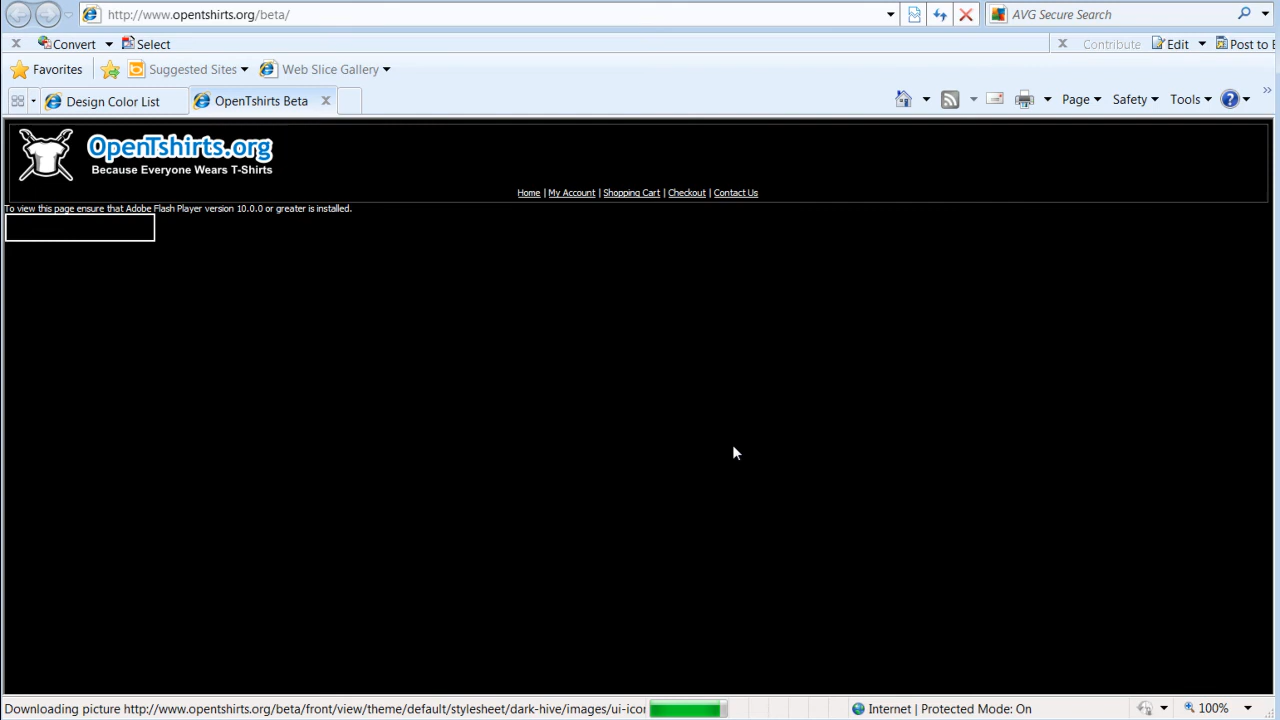 http://www.opentshirts.org/beta/
AVG Secure Search
Convert
Select
Contribute
Edit
Post to
Favorites
Suggested Sites
Web Slice Gallery
Design Color List
OpenTshirts Beta
Page
Safety
Tools
OpenTshirts.org
Because Everyone Wears T-Shirts
Home | My Account | Shopping Cart | Checkout | Contact Us
To view this page ensure that Adobe Flash Player version 10.0.0 or greater is installed.
Downloading picture http://www.opentshirts.org/beta/front/view/theme/default/stylesheet/dark-hive/images/ui-icon
Internet | Protected Mode: On
100%